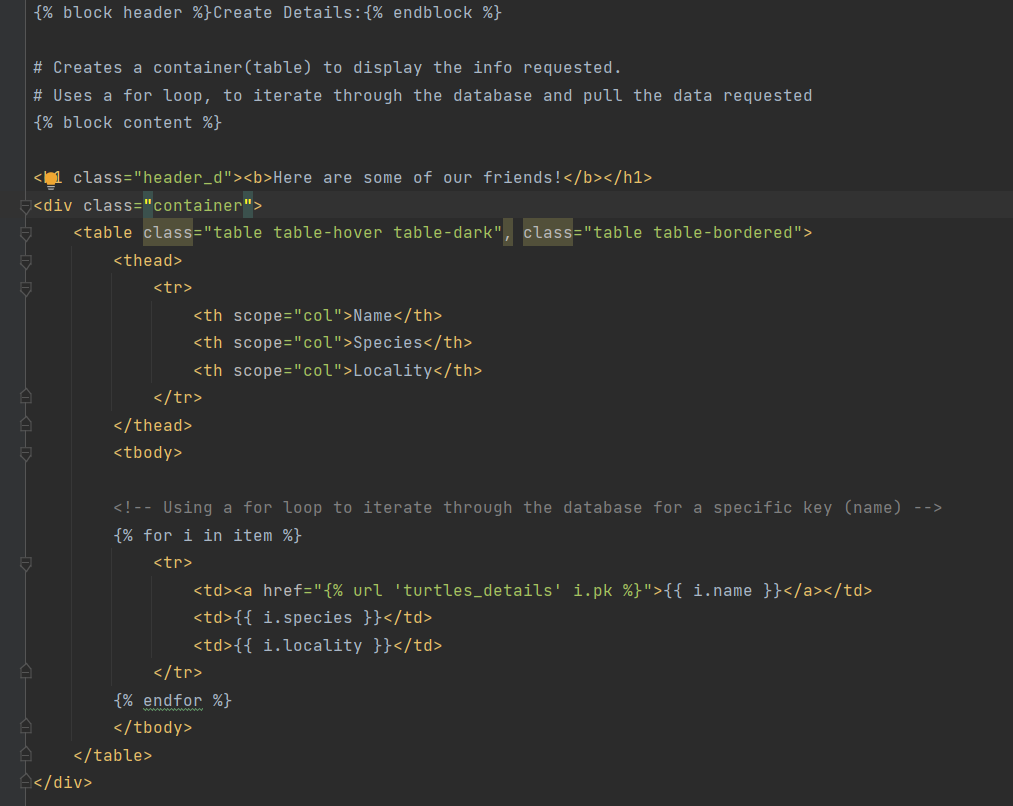 {% block header %}Create Details:{% endblock %}
# Creates a container(table) to display the info requested.
# Uses a for loop, to iterate through the database and pull the data requested
{% block content %}
<h1 class="header_d"><b>Here are some of our friends!</b></h1>
<div class="container">
<table class="table table-hover table-dark", class="table table-bordered">
<thead>
<tr>
<th scope="col">Name</th>
<th scope="col">Species</th>
<th scope="col">Locality</th>
</tr>
</thead>
<tbody>
<!-- Using a for loop to iterate through the database for a specific key (name) -->
{% for i in item %}
<tr>
<td><a href="{% url 'turtles_details' i.pk %}">{{ i.name }}</a></td>
<td>{{ i.species }}</td>
<td>{{ i.locality }}</td>
</tr>
{% endfor %}
</tbody>
</table>
</div>